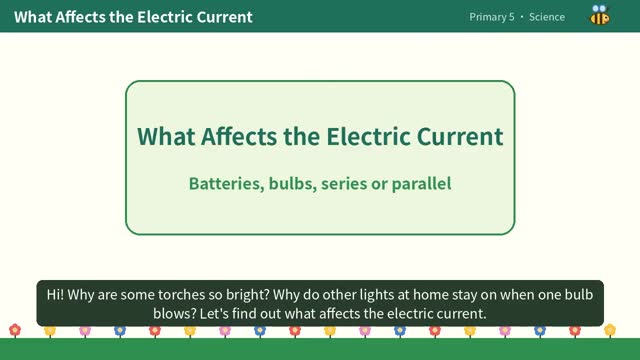 What Affects the Electric Current
Primary 5 • Science
What Affects the Electric Current
Batteries, bulbs, series or parallel
Hi! Why are some torches so bright? Why do other lights at home stay on when one bulb
blows? Let's find out what affects the electric current.